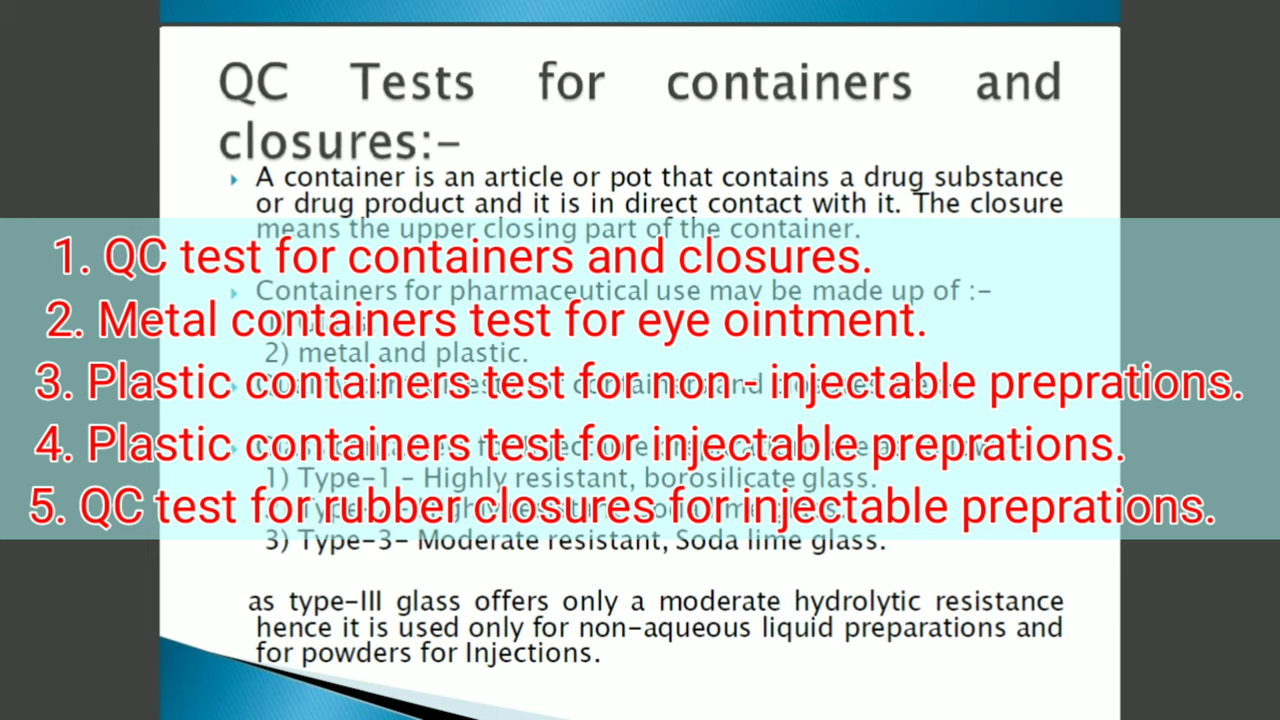 QC Tests for containers and
closures:-
A container is an article or pot that contains a drug substance
or drug product and it is in direct contact with it. The closure
means the upper closing part of the container.
1. QC test for containers and closures.
Containers for pharmaceutical use may be made up of :-
2. Metal containers test for eye ointment.
2) metal and plastic.
3. Plastic containers test for non - injectable preprations.
4. Plastic containers test for injectable preprations.
1) Type-1 - Highly resistant, borosilicate glass.
5. QC test for rubber closures for injectable preprations.
3) Type-3- Moderate resistant, Soda lime glass.
as type-III glass offers only a moderate hydrolytic resistance
hence it is used only for non-aqueous liquid preparations and
for powders for Injections.